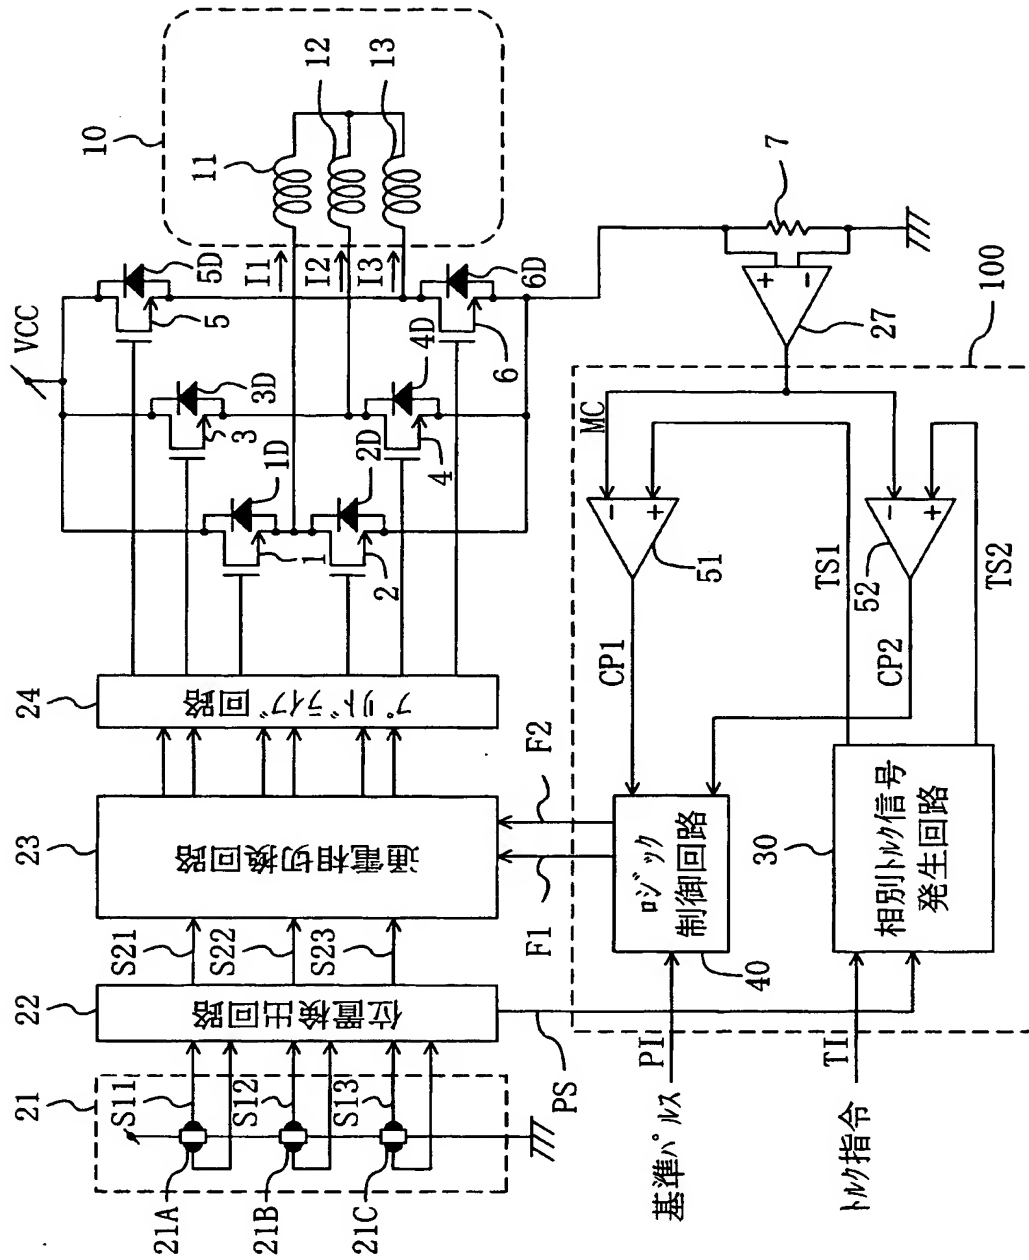 VCC
10
11
12
13
5D
5
3D
3
1D
1
2D
2
4D
4
6D
6
I1
I2
I3
7
27
24
プリドライブ回路
23
通電相切換回路
22
位置検出回路
S21
S22
S23
21
S11
S12
S13
21A
21B
21C
PS
F1
F2
100
MC
51
52
CP1
CP2
TS1
TS2
ロジック
制御回路
40
30
相別トルク信号
発生回路
PI
基準パルス
TI
トルク指令
+
-
-
+
-
+